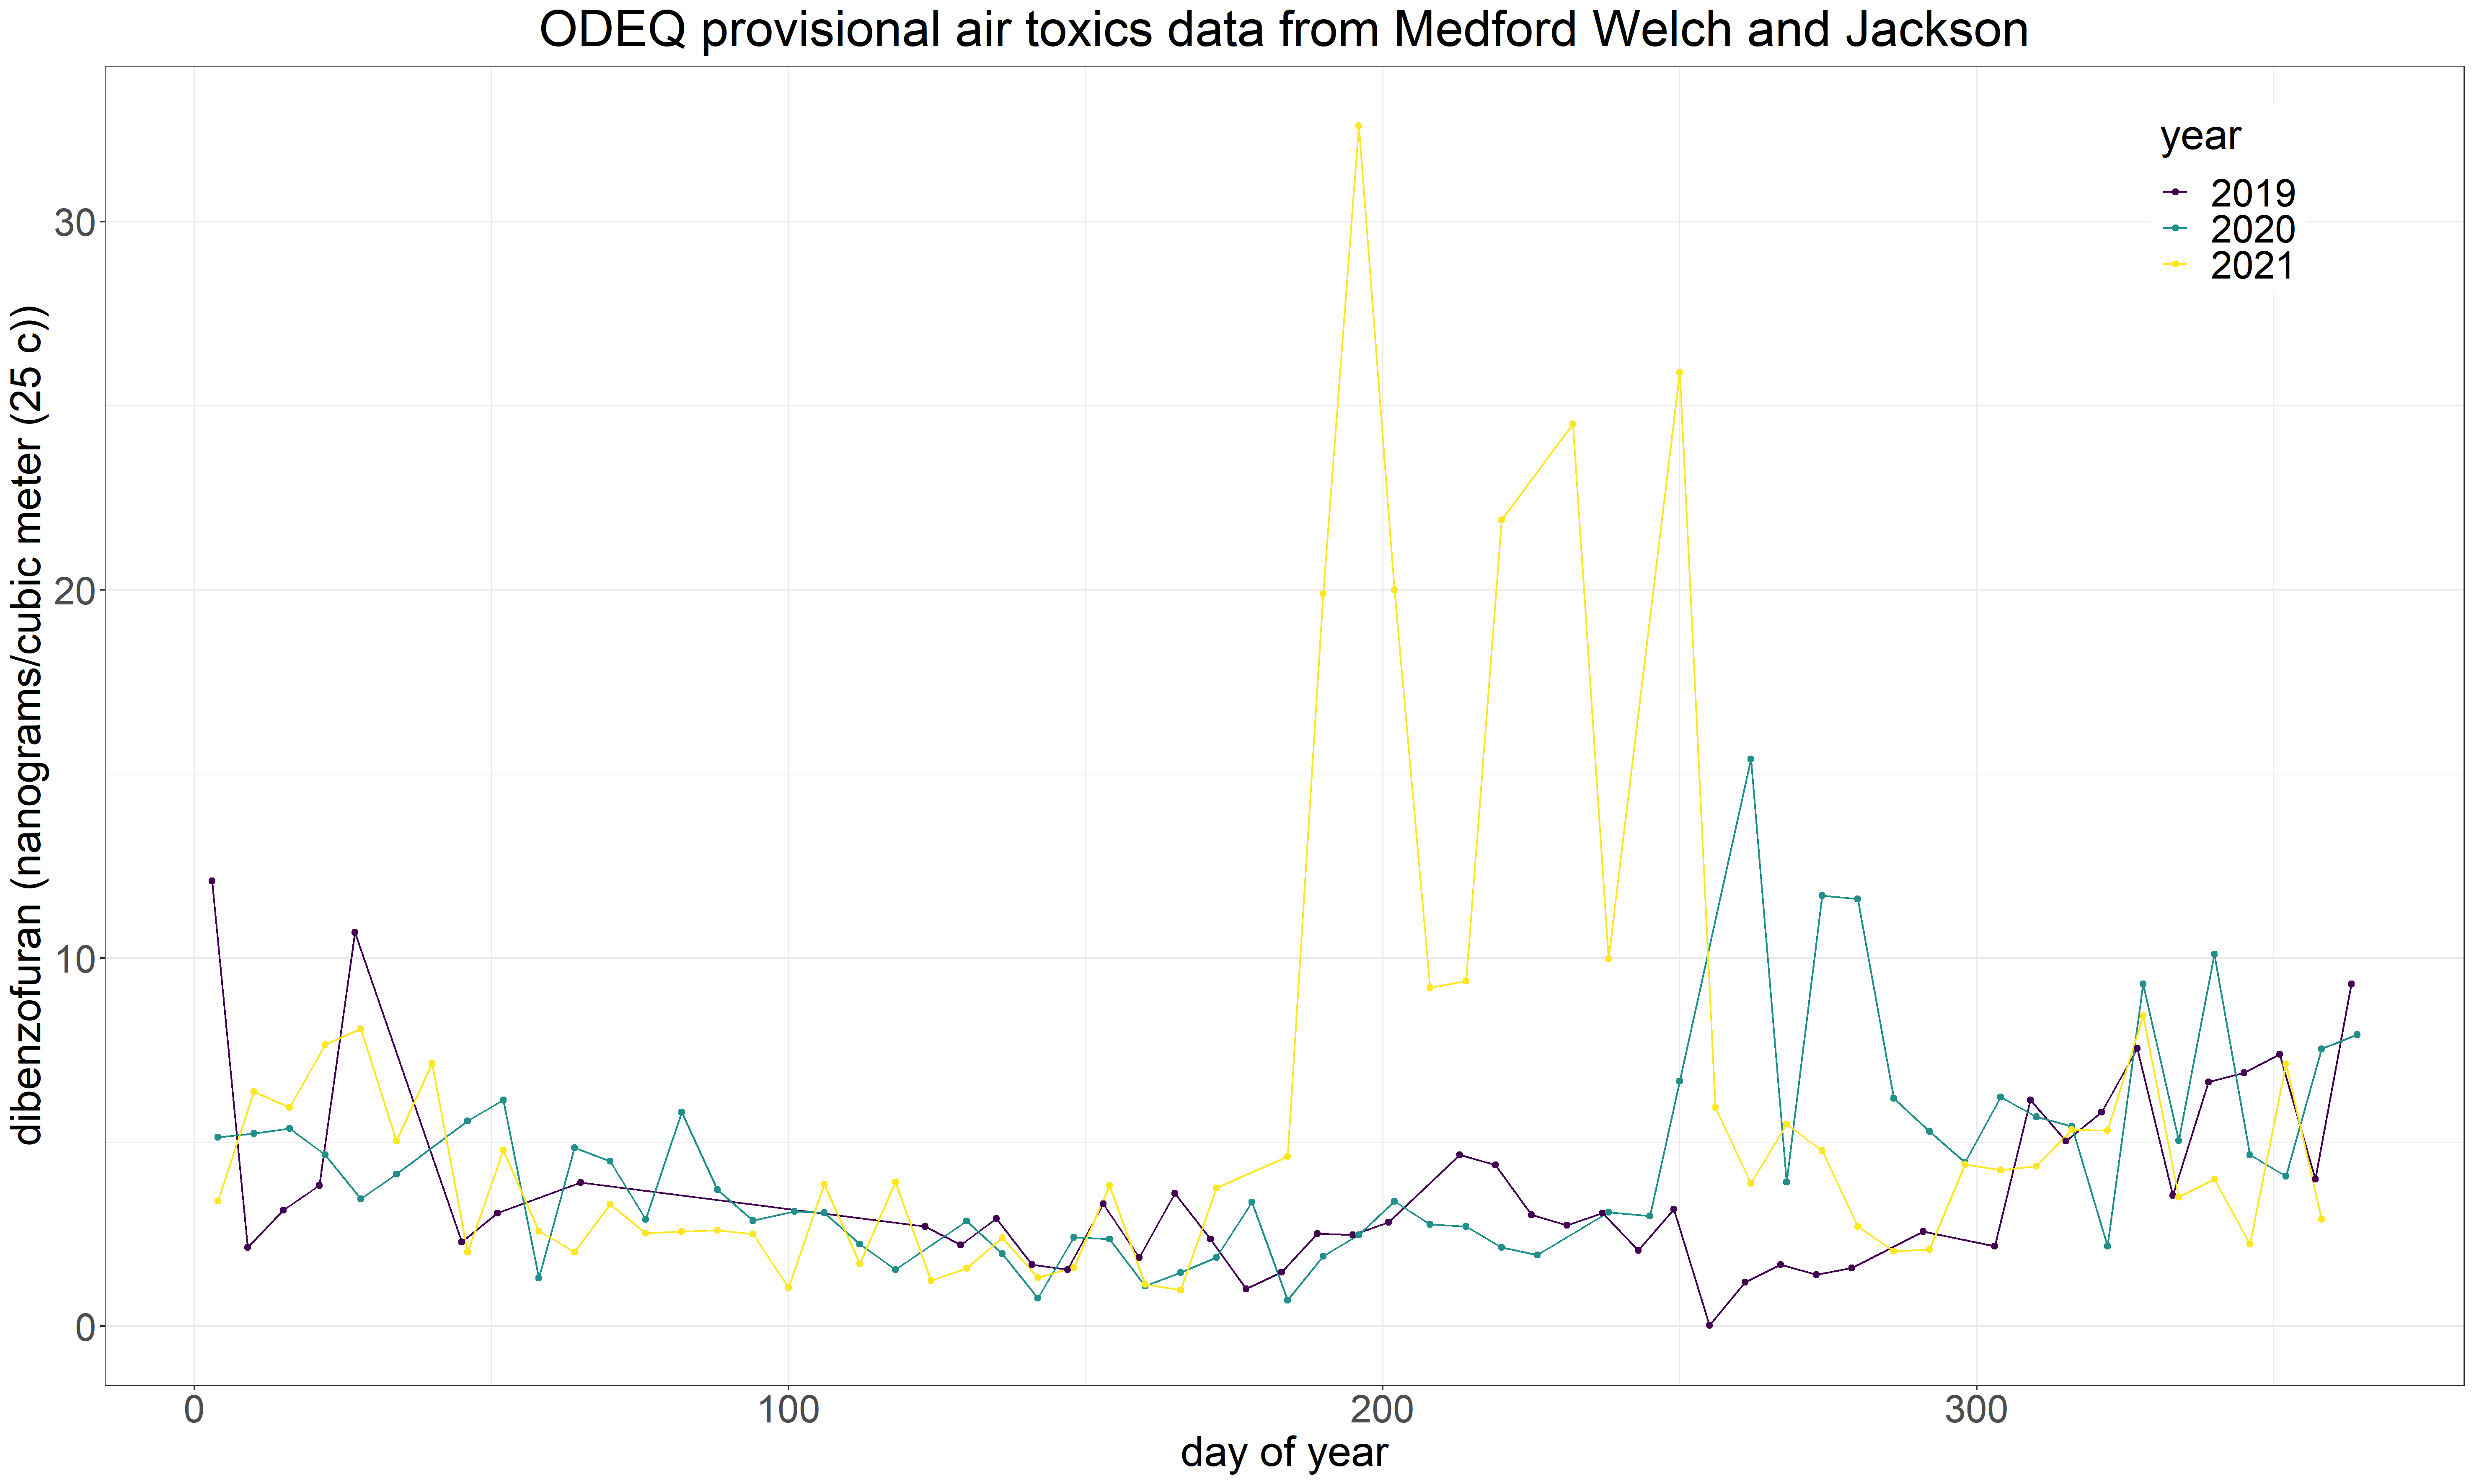 ODEQ provisional air toxics data from Medford Welch and Jackson
year
2019
2020
2021
30
20
10
0
dibenzofuran (nanograms/cubic meter (25 c))
0 100 200 300
day of year